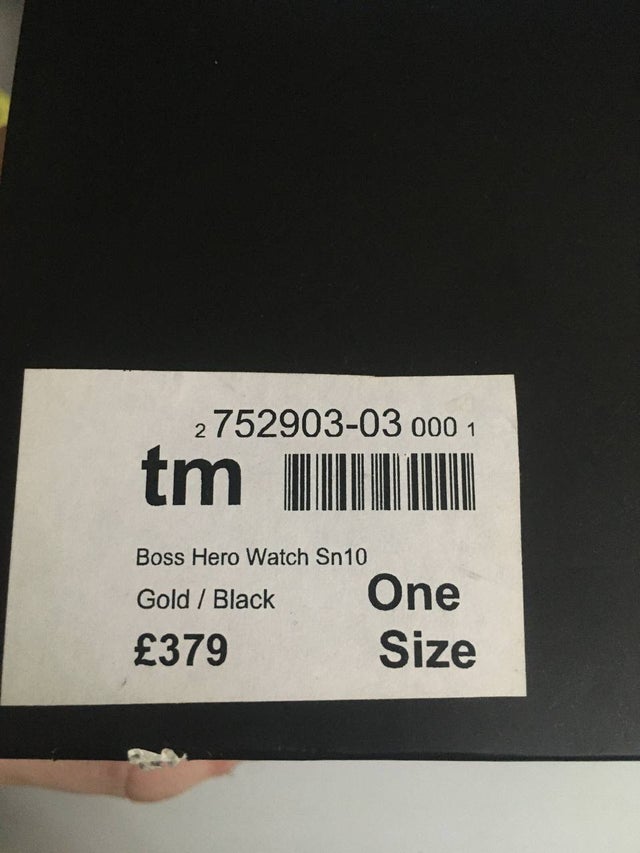 2 752903-03 000 1
tm
Boss Hero Watch Sn10
Gold / Black
One
Size
£379